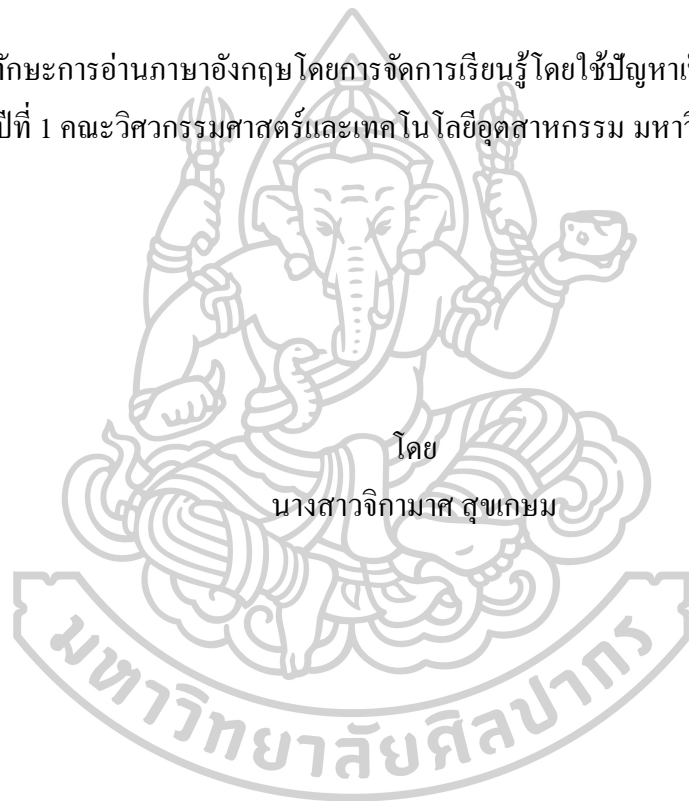 ทักษะการอ่านภาษาอังกฤษโดยการจัดการเรียนรู้โดยใช้ปัญหาเป็
ปีที่ 1 คณะวิศวกรรมศาสตร์และเทคโนโลยีอุตสาหกรรม มหาวิ
โดย
นางสาวจิกามาศ สุขเกษม
มหาวิทยาลัยศิลปากร